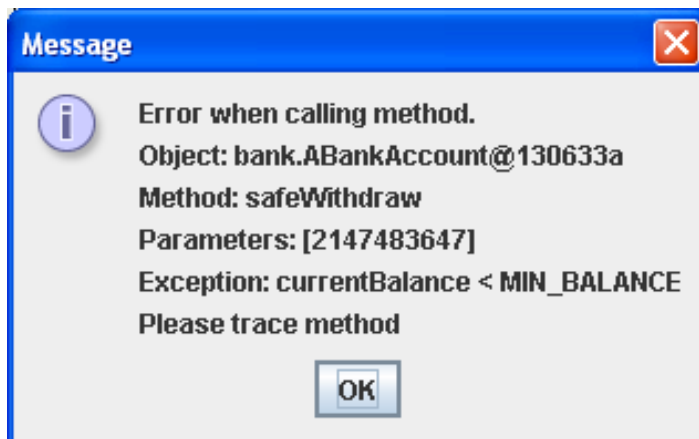 Message
Error when calling method.
Object: bank.ABankAccount@130633a
Method: safeWithdraw
Parameters: [2147483647]
Exception: currentBalance < MIN_BALANCE
Please trace method
OK